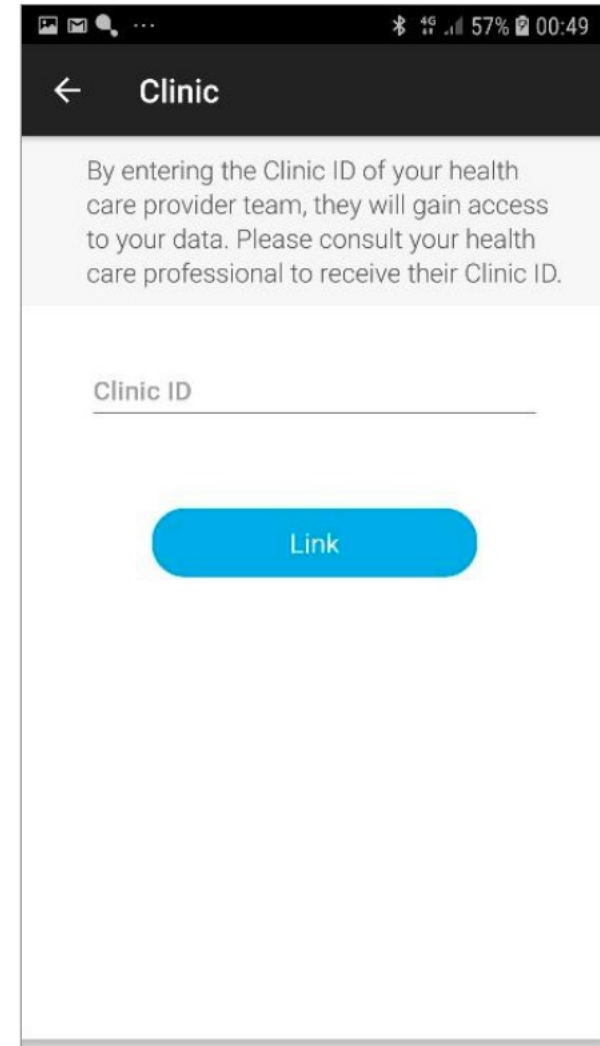 4G 57% 00:49
Clinic
By entering the Clinic ID of your health
care provider team, they will gain access
to your data. Please consult your health
care professional to receive their Clinic ID.
Clinic ID
Link